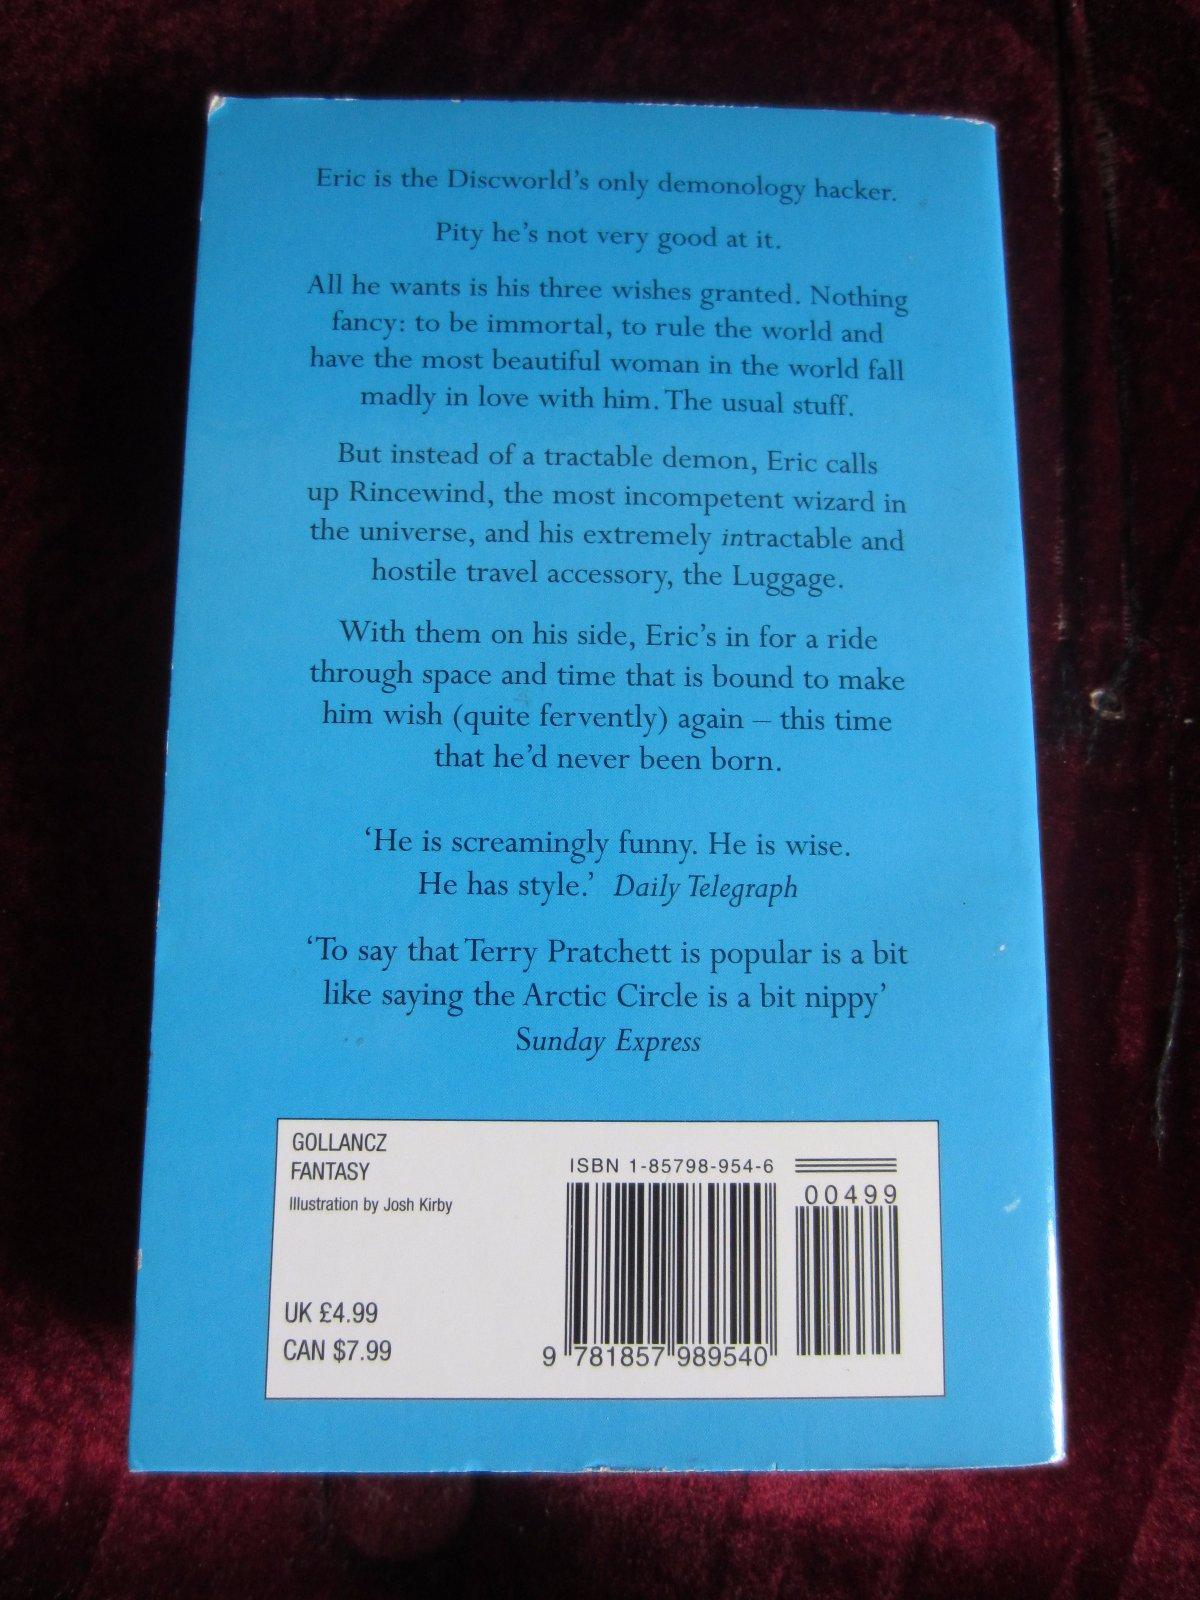 Eric is the Discworld's only demonology hacker.
Pity he's not very good at it.
All he wants is his three wishes granted. Nothing
fancy: to be immortal, to rule the world and
have the most beautiful woman in the world fall
madly in love with him. The usual stuff.
But instead of a tractable demon, Eric calls
up Rincewind, the most incompetent wizard in
the universe, and his extremely intractable and
hostile travel accessory, the Luggage.
With them on his side, Eric's in for a ride
through space and time that is bound to make
him wish (quite fervently) again – this time
that he'd never been born.
‘He is screamingly funny. He is wise.
He has style.’ Daily Telegraph
‘To say that Terry Pratchett is popular is a bit
like saying the Arctic Circle is a bit nippy’
Sunday Express
GOLLANCZ
FANTASY
Illustration by Josh Kirby
UK £4.99
CAN $7.99
ISBN 1-85798-954-6
00499
9 781857 989540